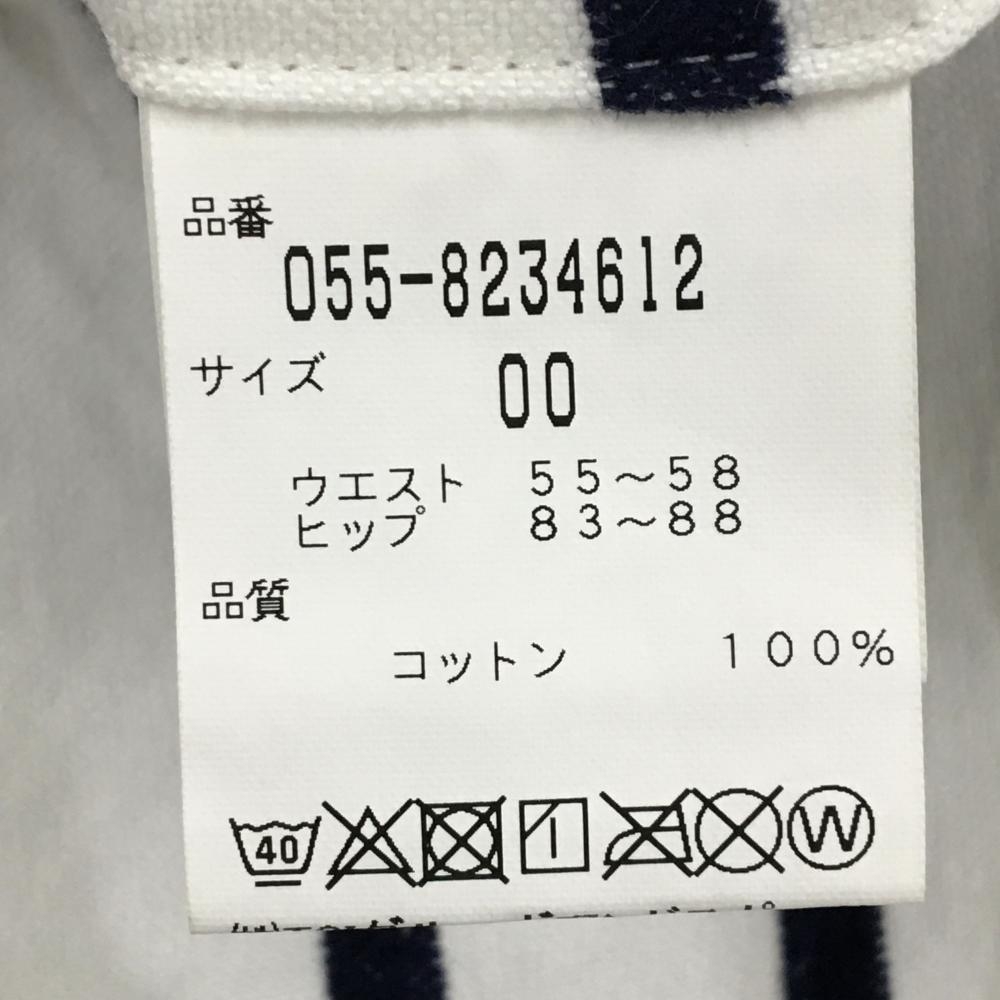 品番
055-8234612
サイズ 00
ウエスト 55～58
ヒップ 83～88
品質
コットン 100%
40 W